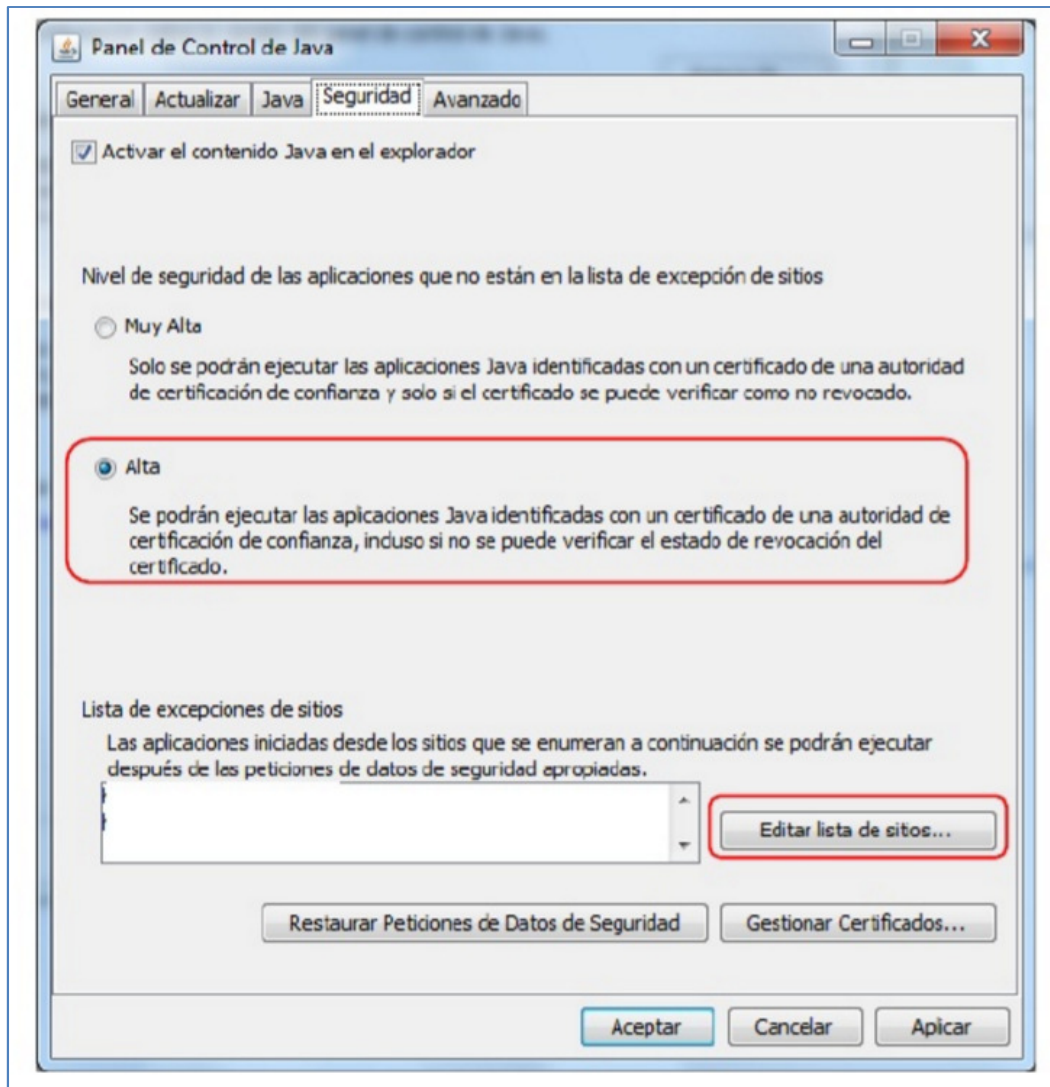 Panel de Control de Java
General Actualizar Java Seguridad Avanzado
Activar el contenido Java en el explorador
Nivel de seguridad de las aplicaciones que no están en la lista de excepción de sitios
Muy Alta
Solo se podrán ejecutar las aplicaciones Java identificadas con un certificado de una autoridad
de certificación de confianza y solo si el certificado se puede verificar como no revocado.
Alta
Se podrán ejecutar las aplicaciones Java identificadas con un certificado de una autoridad de
certificación de confianza, incluso si no se puede verificar el estado de revocación del
certificado.
Lista de excepciones de sitios
Las aplicaciones iniciadas desde los sitios que se enumeran a continuación se podrán ejecutar
después de las peticiones de datos de seguridad apropiadas.
Editar lista de sitios...
Restaurar Peticiones de Datos de Seguridad Gestionar Certificados...
Aceptar Cancelar Aplicar